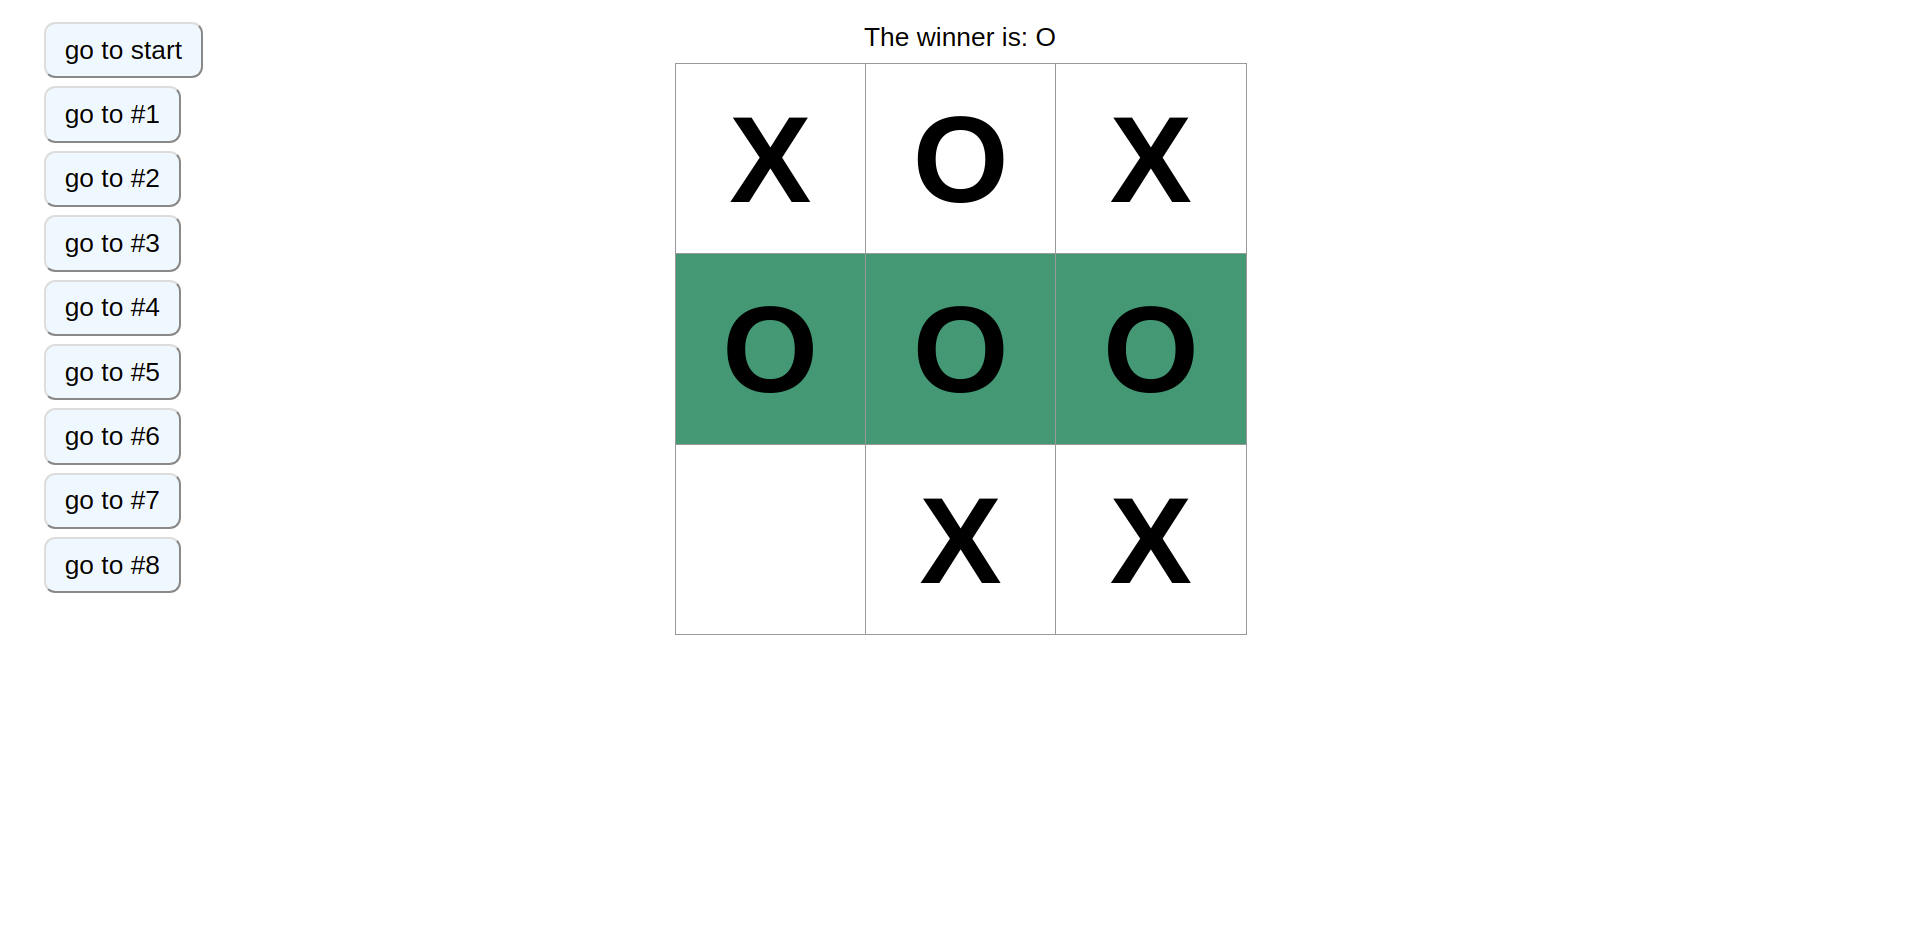 go to start
go to #1
go to #2
go to #3
go to #4
go to #5
go to #6
go to #7
go to #8
The winner is: O
X O X
O O O
X X